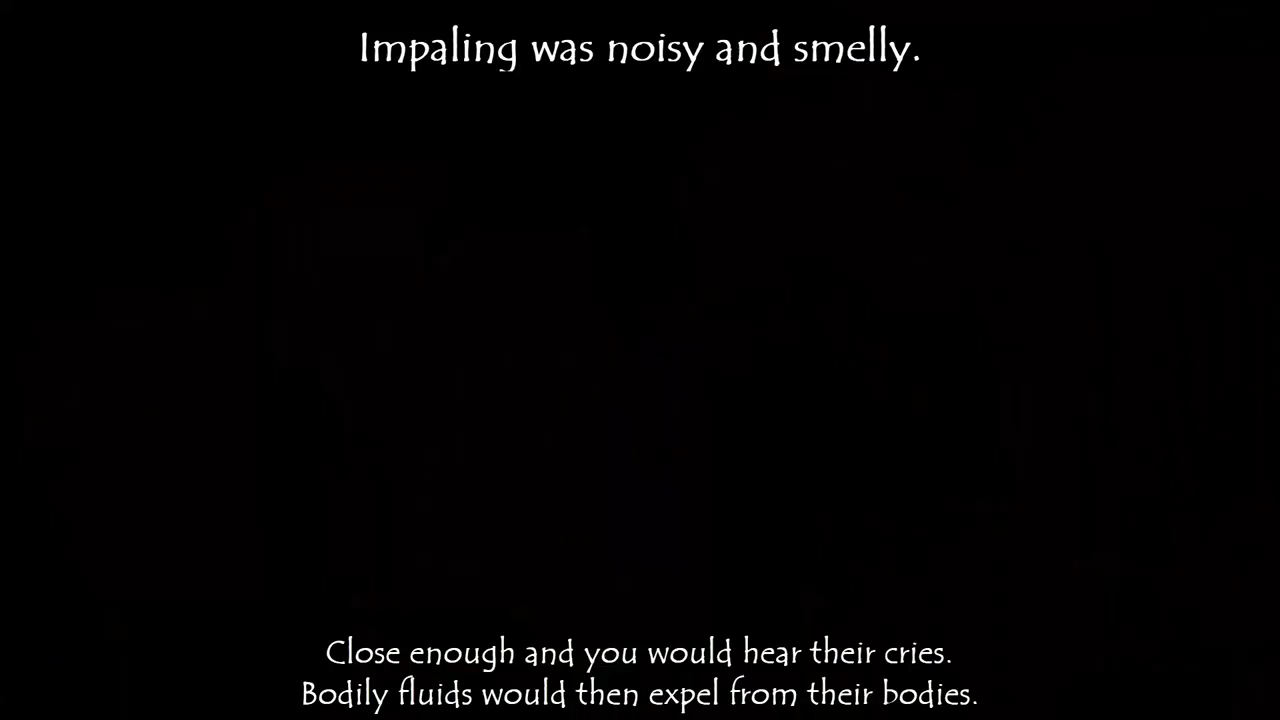 Impaling was noisy and smelly.
Close enough and you would hear their cries.
Bodily fluids would then expel from their bodies.